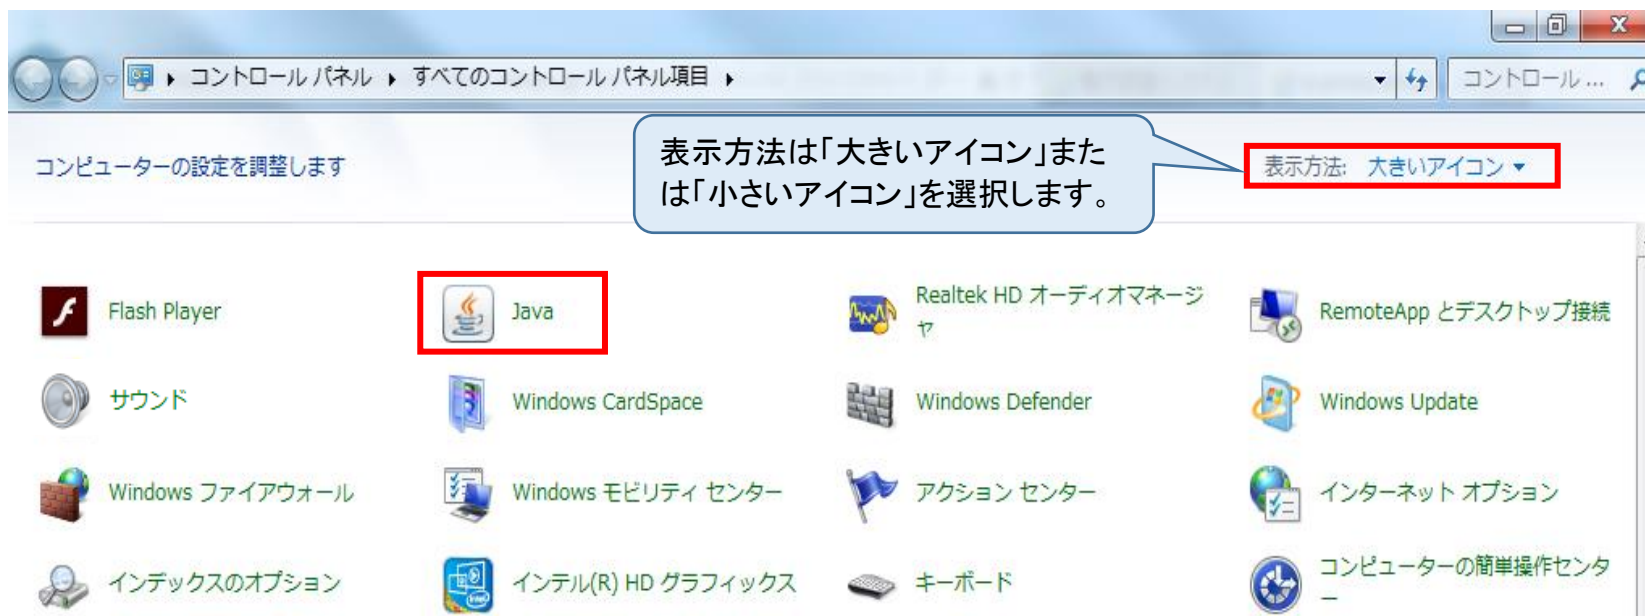 コントロール パネル ▸ すべてのコントロール パネル項目 ▸
コントロール ...
コンピューターの設定を調整します
表示方法は「大きいアイコン」また
は「小さいアイコン」を選択します。
表示方法: 大きいアイコン
Flash Player
Java
Realtek HD オーディオマネージ
ャ
RemoteApp とデスクトップ接続
サウンド
Windows CardSpace
Windows Defender
Windows Update
Windows ファイアウォール
Windows モビリティ センター
アクション センター
インターネット オプション
インデックスのオプション
インテル(R) HD グラフィックス
キーボード
コンピューターの簡単操作センタ
ー